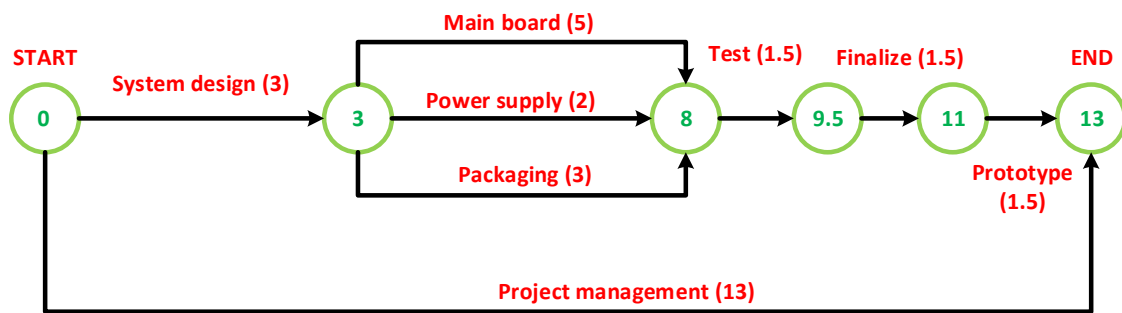 Main board (5)
START
Test (1.5)
Finalize (1.5)
END
System design (3)
Power supply (2)
0
3
8
9.5
11
13
Packaging (3)
Prototype
(1.5)
Project management (13)